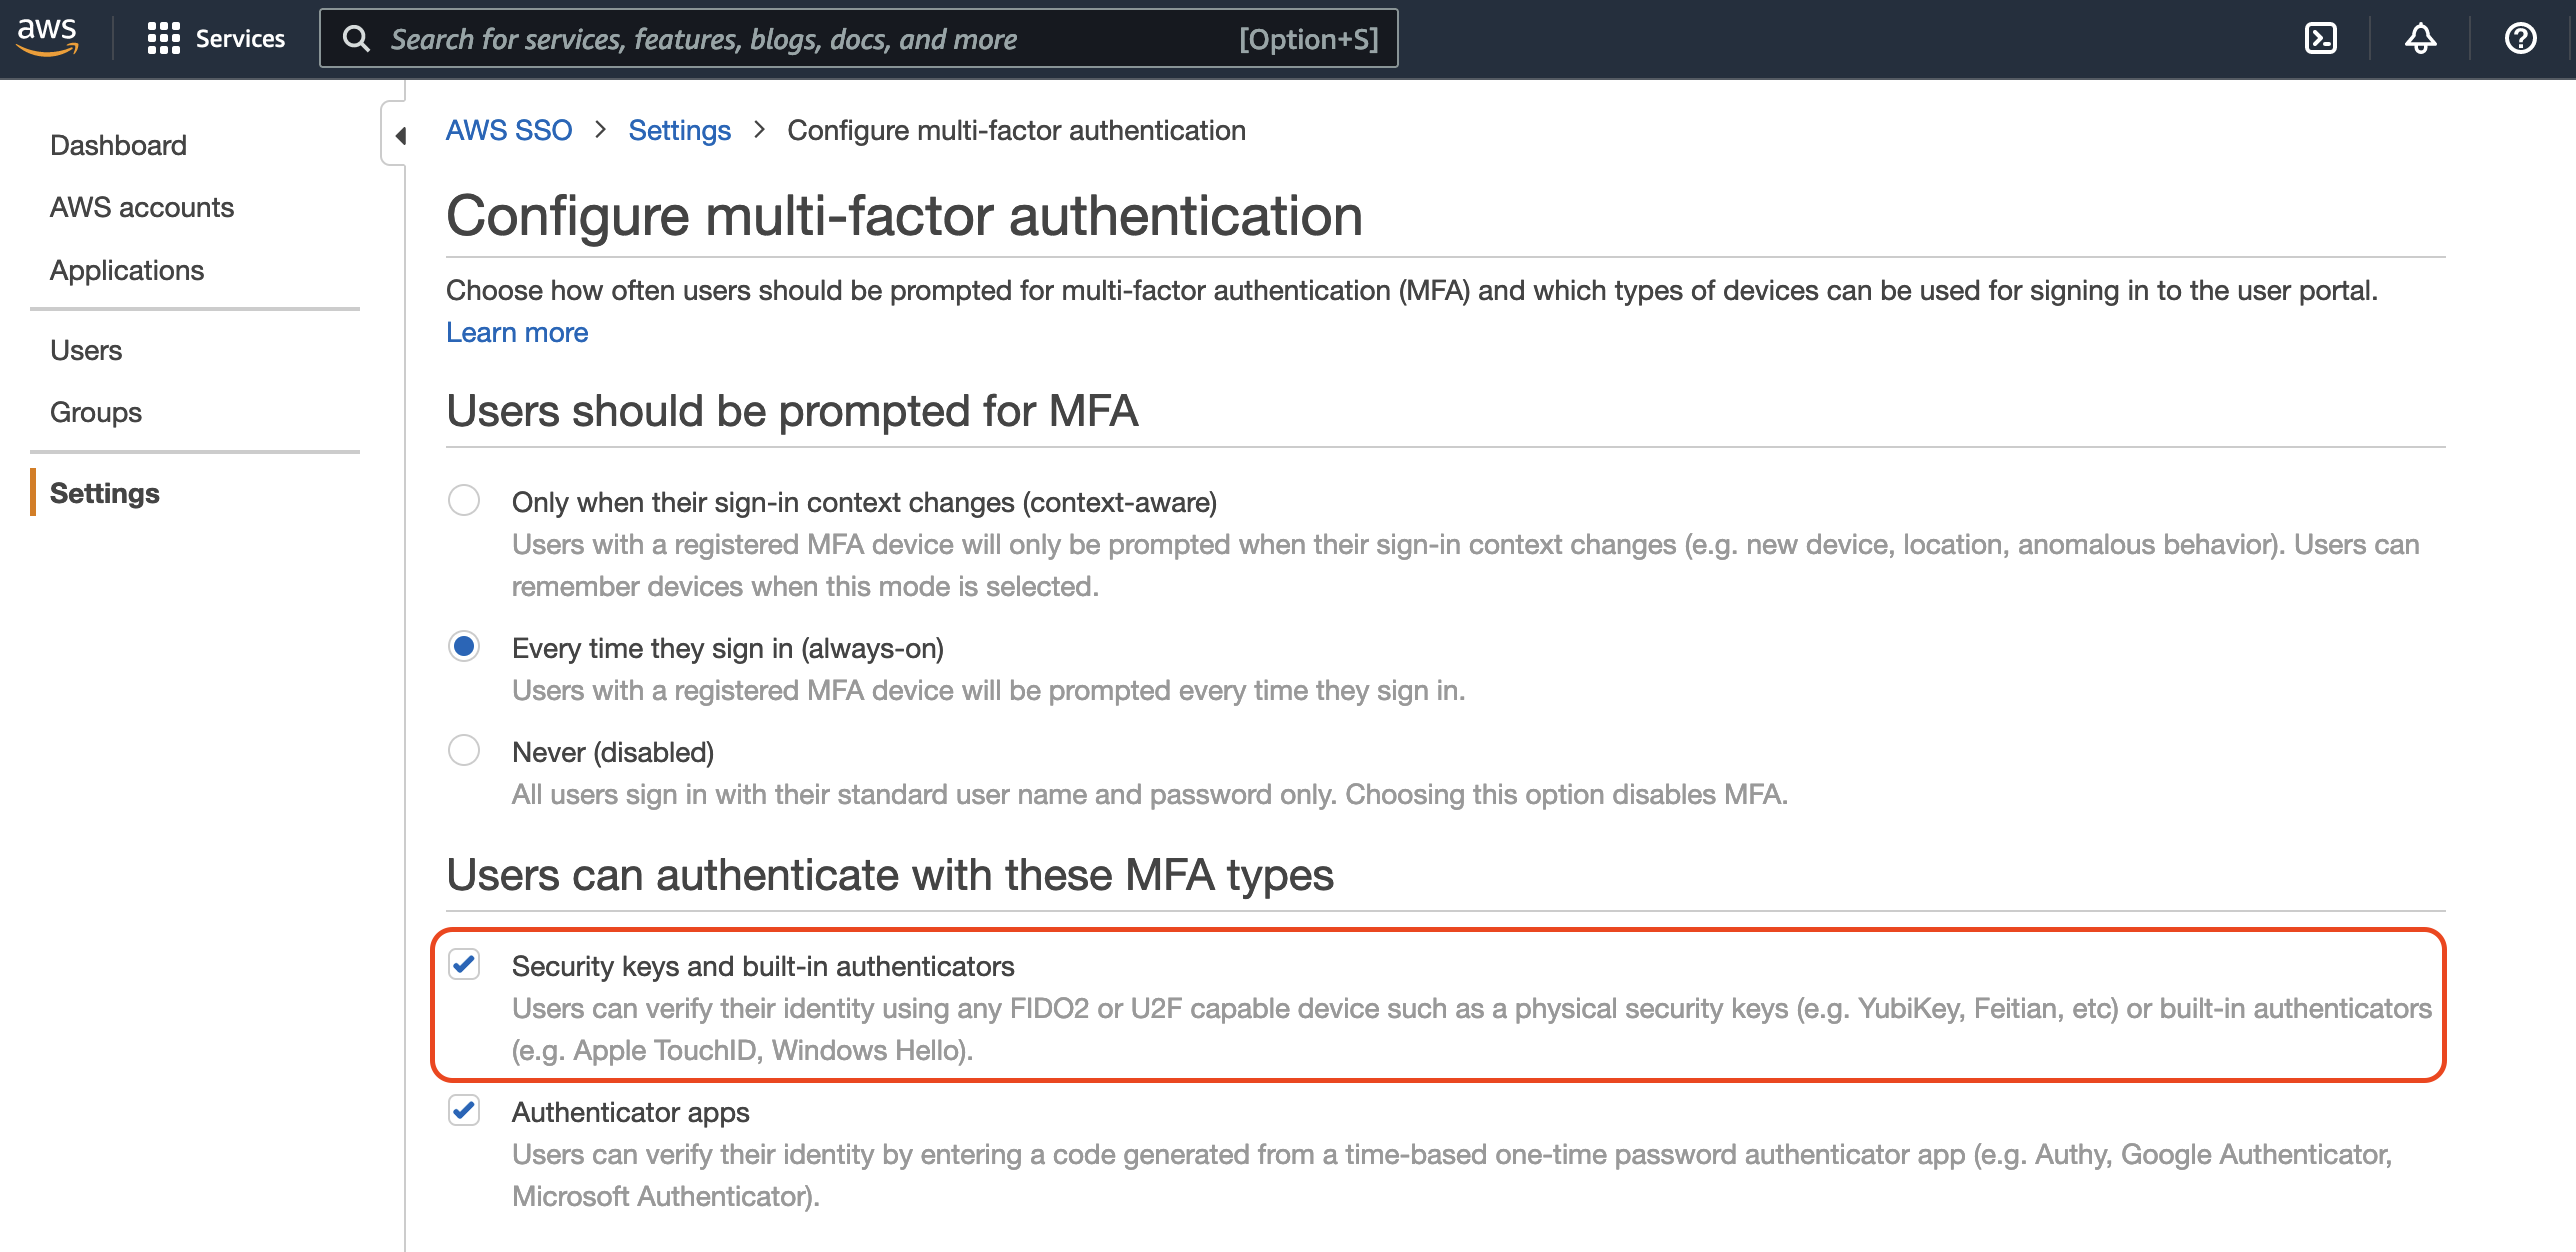 aws
Services
Search for services, features, blogs, docs, and more
[Option+S]
Dashboard
AWS accounts
Applications
Users
Groups
Settings
AWS SSO > Settings > Configure multi-factor authentication
Configure multi-factor authentication
Choose how often users should be prompted for multi-factor authentication (MFA) and which types of devices can be used for signing in to the user portal.
Learn more
Users should be prompted for MFA
Only when their sign-in context changes (context-aware)
Users with a registered MFA device will only be prompted when their sign-in context changes (e.g. new device, location, anomalous behavior). Users can
remember devices when this mode is selected.
Every time they sign in (always-on)
Users with a registered MFA device will be prompted every time they sign in.
Never (disabled)
All users sign in with their standard user name and password only. Choosing this option disables MFA.
Users can authenticate with these MFA types
Security keys and built-in authenticators
Users can verify their identity using any FIDO2 or U2F capable device such as a physical security keys (e.g. YubiKey, Feitian, etc) or built-in authenticators
(e.g. Apple TouchID, Windows Hello).
Authenticator apps
Users can verify their identity by entering a code generated from a time-based one-time password authenticator app (e.g. Authy, Google Authenticator,
Microsoft Authenticator).